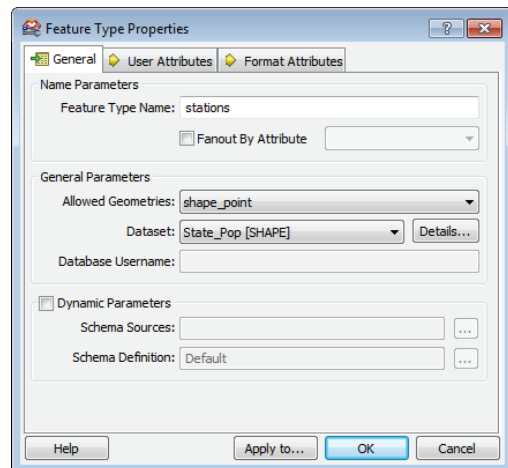 Feature Type Properties
General User Attributes Format Attributes
Name Parameters
Feature Type Name: stations
Fanout By Attribute
General Parameters
Allowed Geometries: shape_point
Dataset: State_Pop [SHAPE] Details...
Database Username:
Dynamic Parameters
Schema Sources: ...
Schema Definition: Default ...
Help Apply to... OK Cancel